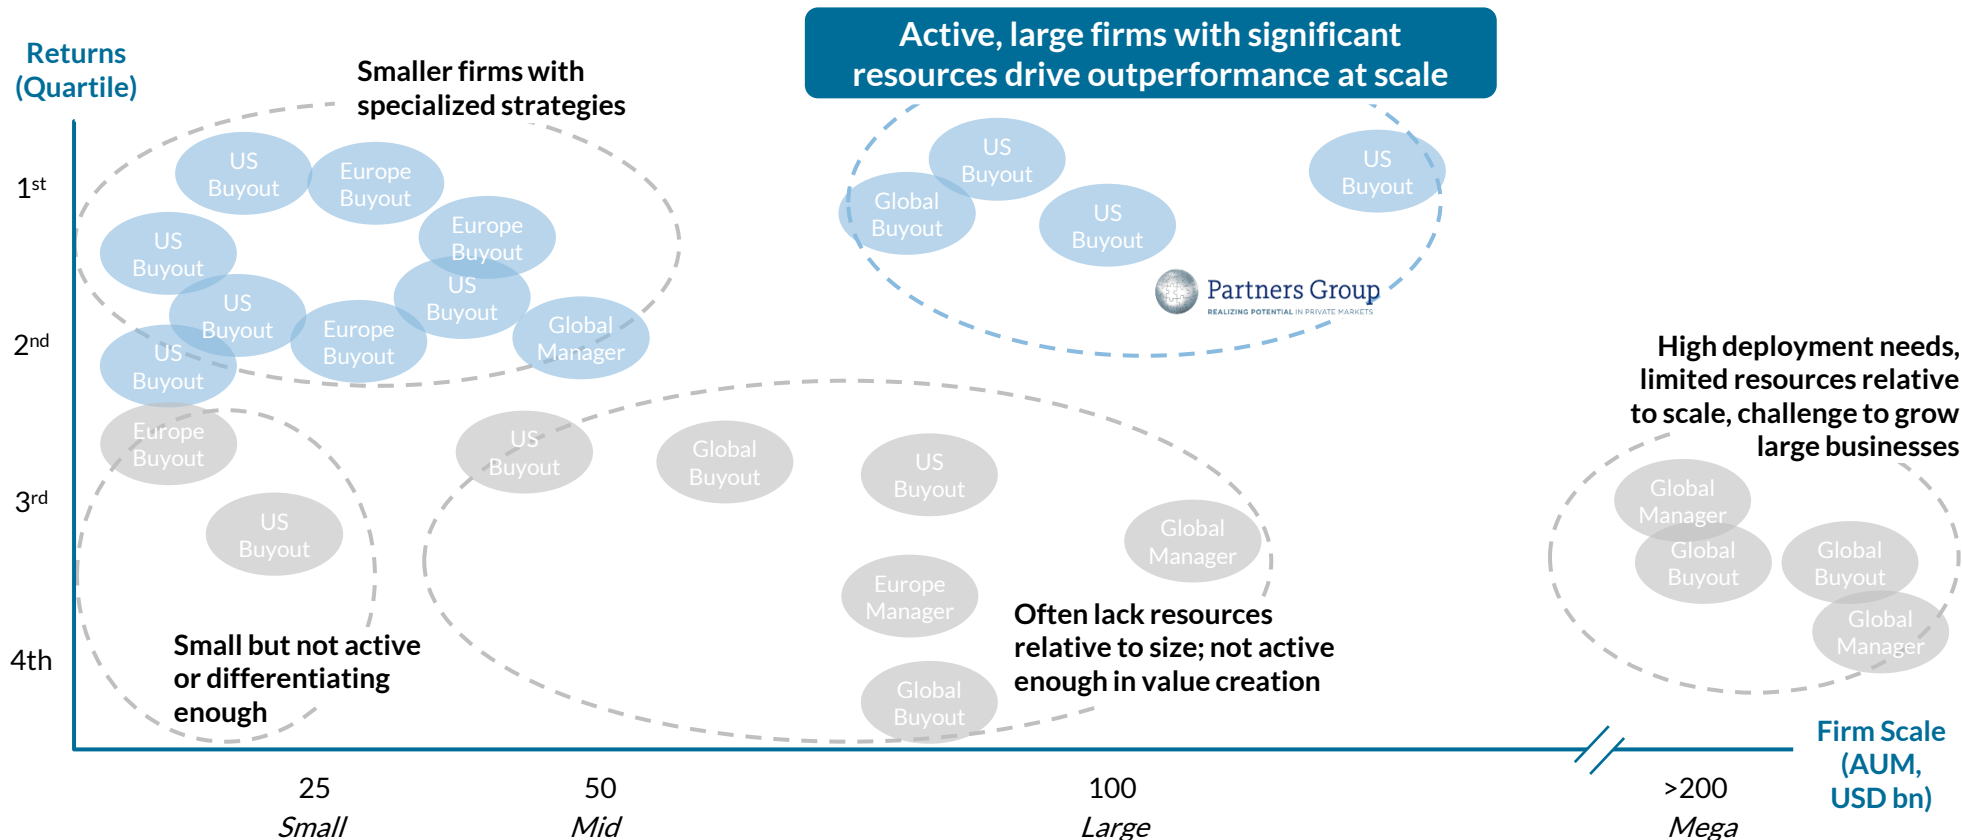 Returns
(Quartile)
Smaller firms with
specialized strategies
Active, large firms with significant
resources drive outperformance at scale
1st
2nd
3rd
4th
US
Buyout
Europe
Buyout
US
Buyout
Europe
Buyout
US
Buyout
US
Buyout
Europe
Buyout
Global
Manager
US
Buyout
US
Buyout
Global
Buyout
US
Buyout
US
Buyout
Partners Group
REALIZING POTENTIAL IN PRIVATE MARKETS
High deployment needs,
limited resources relative
to scale, challenge to grow
large businesses
Europe
Buyout
US
Buyout
Small but not active
or differentiating
enough
US
Buyout
Global
Buyout
US
Buyout
Global
Manager
Europe
Manager
Global
Buyout
Often lack resources
relative to size; not active
enough in value creation
Global
Manager
Global
Buyout
Global
Buyout
Global
Manager
Firm Scale
(AUM,
USD bn)
25
Small
50
Mid
100
Large
>200
Mega